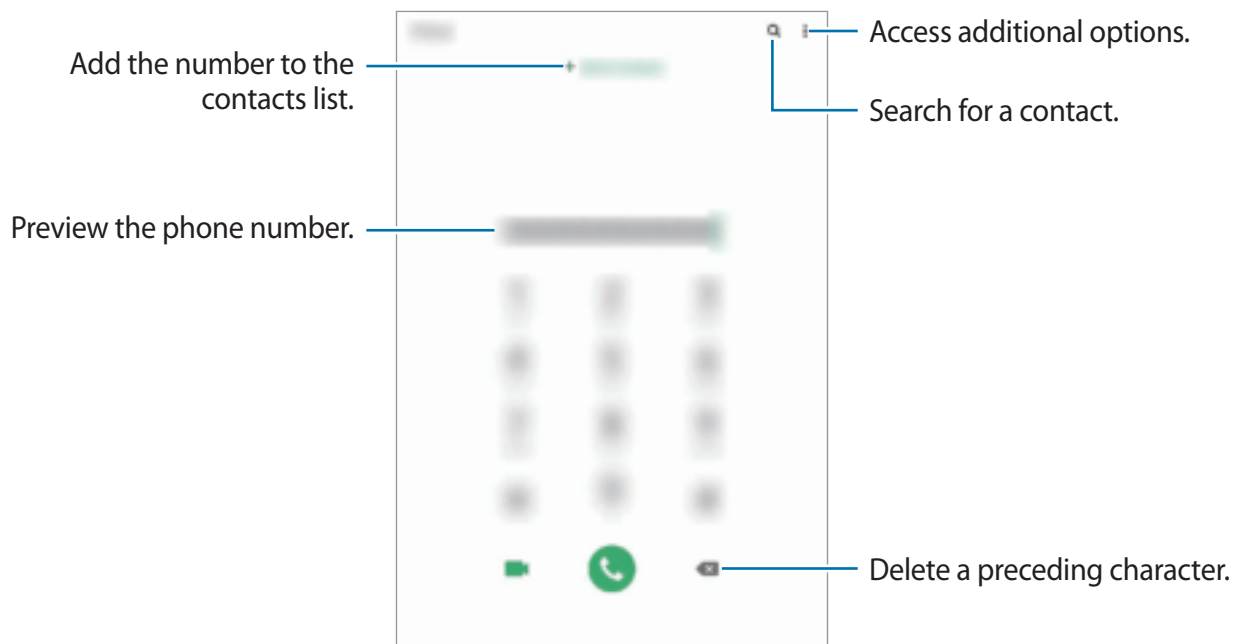 Access additional options.
Add the number to the
contacts list.
Search for a contact.
Preview the phone number.
Delete a preceding character.